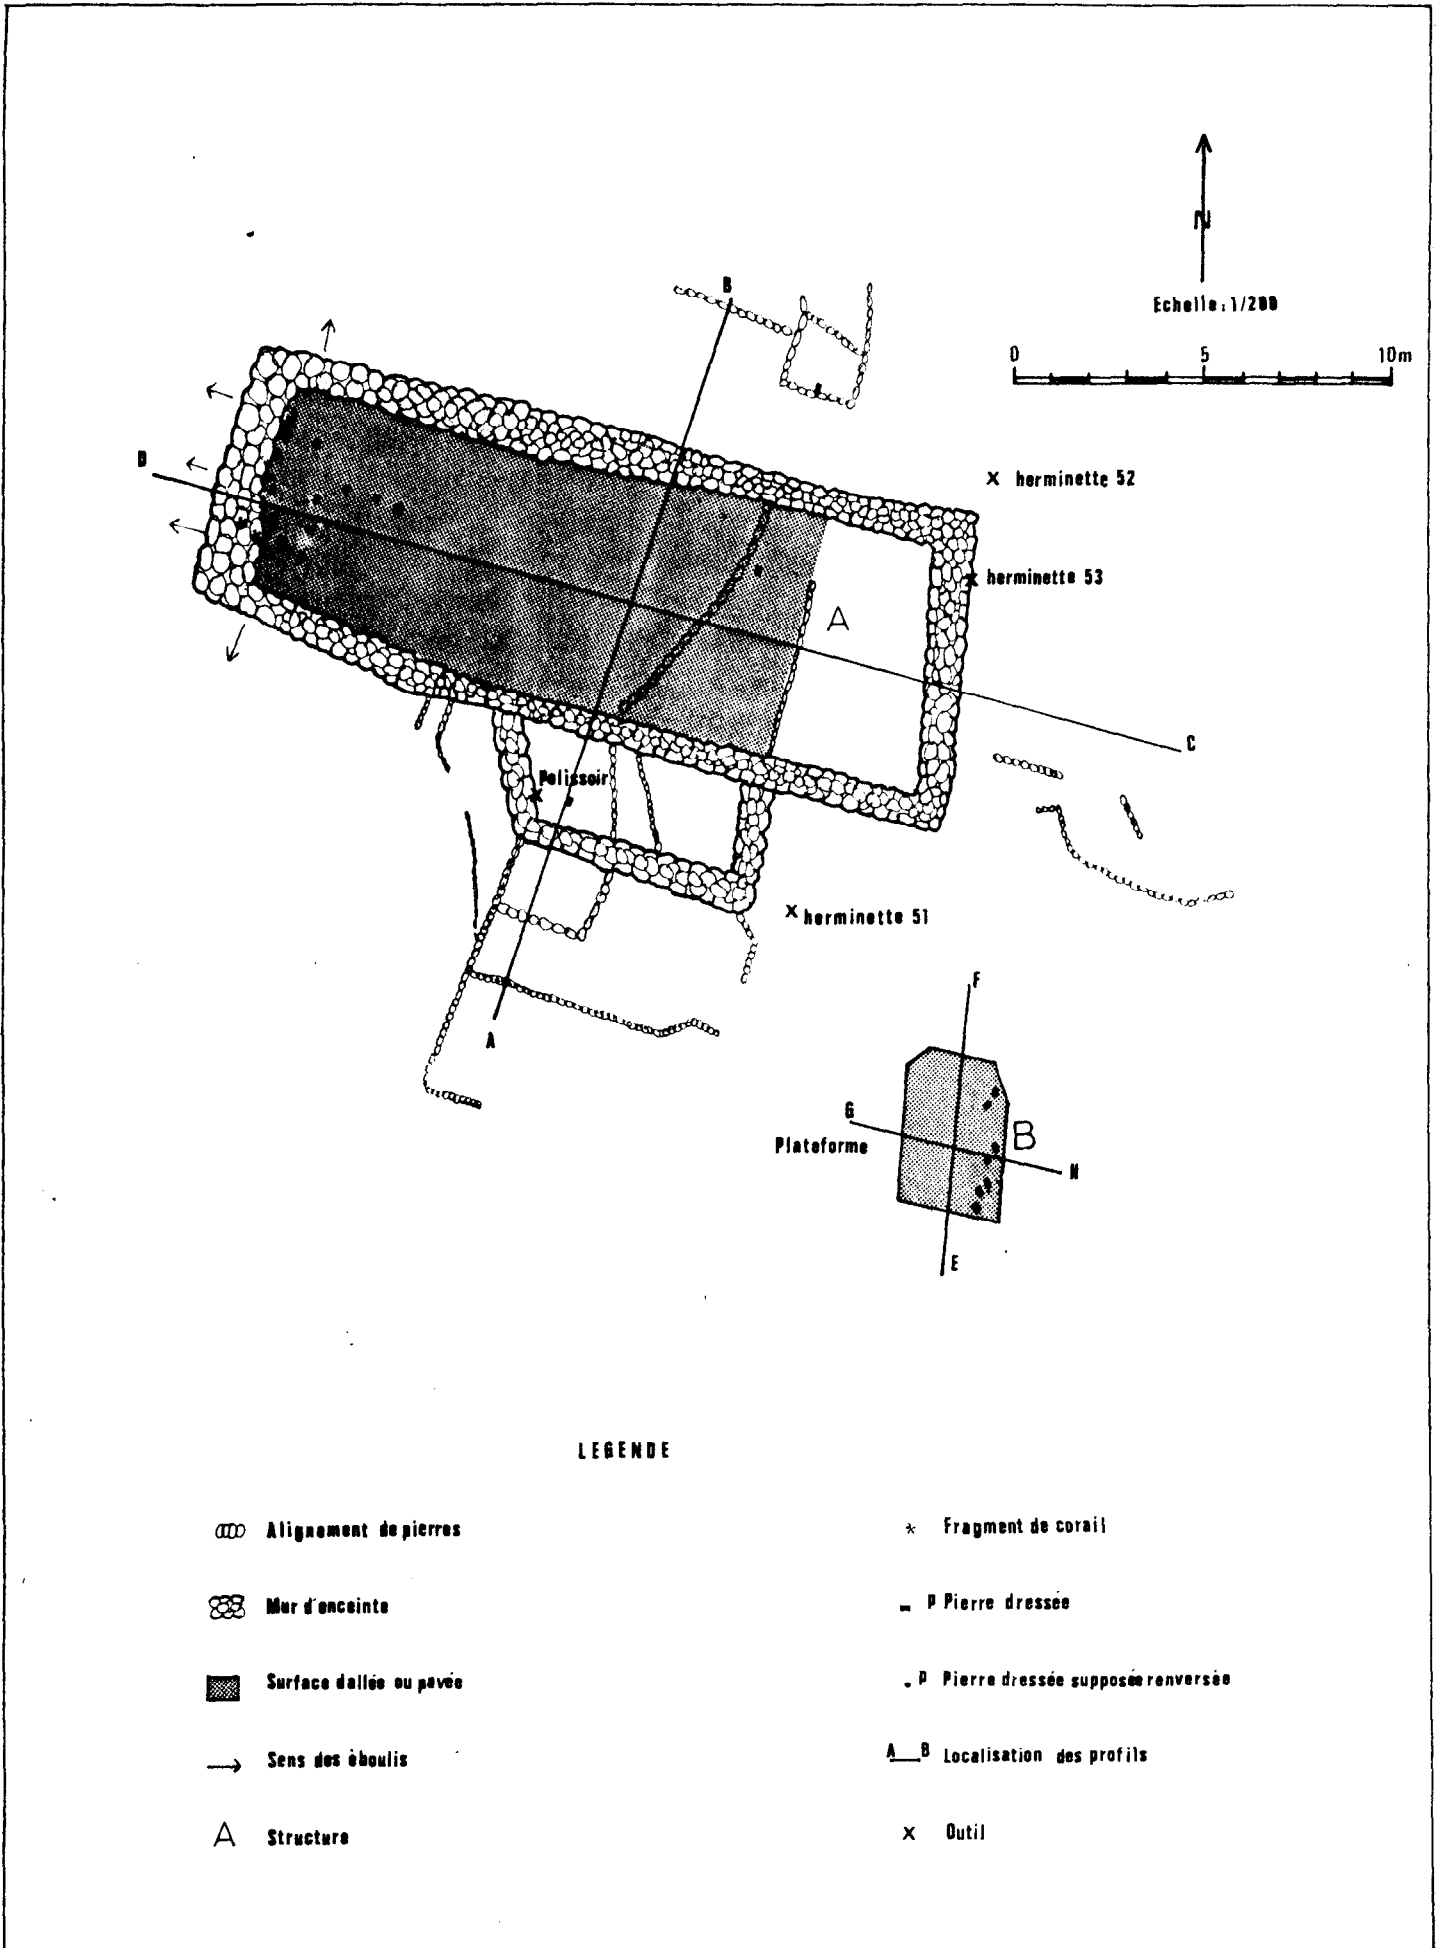 N
Echelle : 1/200
0 5 10m
B
D
herminette 52
herminette 53
A
C
Polissoir
herminette 51
A
F
G
B
Plateforme
H
E
LEGENDE
Alignement de pierres
Mur d'enceinte
Surface dallée ou pavée
Sens des éboulis
A Structure
Fragment de corail
P Pierre dressée
P Pierre dressée supposée renversée
A B Localisation des profils
x Outil